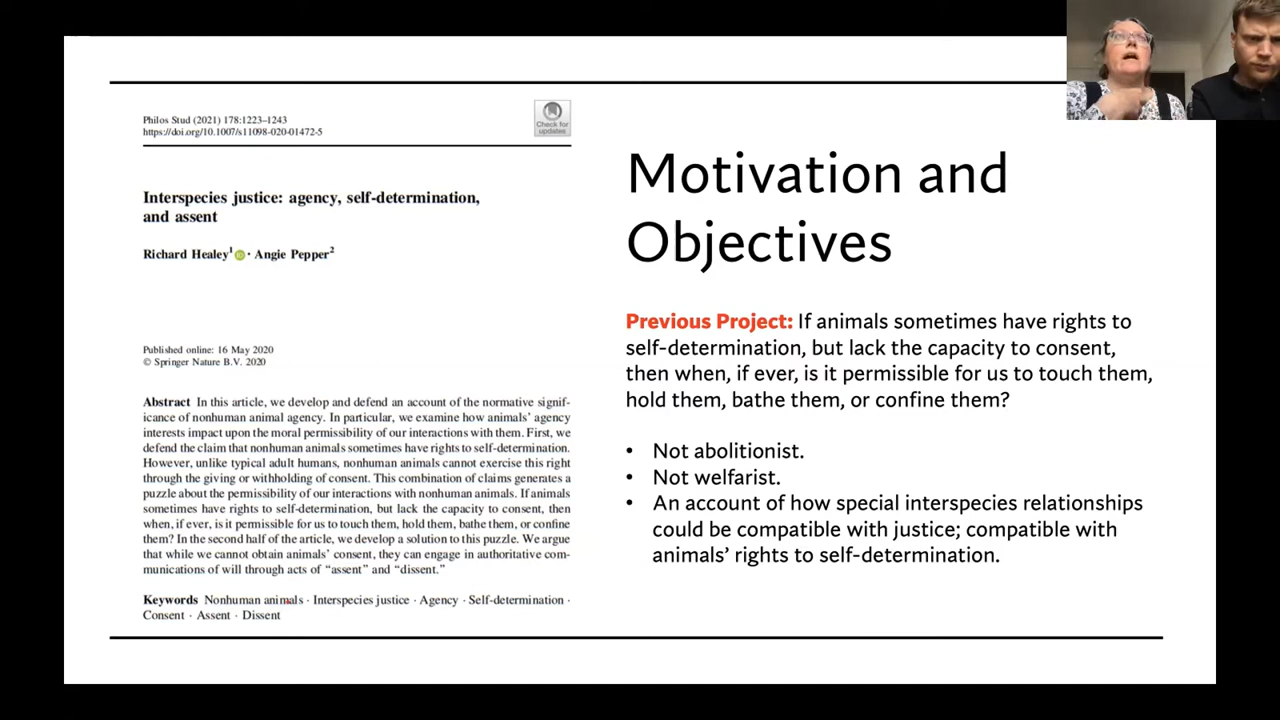 Philos Stud (2021) 178:1223–1243
https://doi.org/10.1007/s11098-020-01472-5
Check for
updates
Interspecies justice: agency, self-determination,
and assent
Richard Healey1 iD · Angie Pepper2
Published online: 16 May 2020
© Springer Nature B.V. 2020
Abstract In this article, we develop and defend an account of the normative signif-
icance of nonhuman animal agency. In particular, we examine how animals’ agency
interests impact upon the moral permissibility of our interactions with them. First, we
defend the claim that nonhuman animals sometimes have rights to self-determination.
However, unlike typical adult humans, nonhuman animals cannot exercise this right
through the giving or withholding of consent. This combination of claims generates a
puzzle about the permissibility of our interactions with nonhuman animals. If animals
sometimes have rights to self-determination, but lack the capacity to consent, then
when, if ever, is it permissible for us to touch them, hold them, bathe them, or confine
them? In the second half of the article, we develop a solution to this puzzle. We argue
that while we cannot obtain animals’ consent, they can engage in authoritative com-
munications of will through acts of “assent” and “dissent.”
Keywords Nonhuman animals · Interspecies justice · Agency · Self-determination ·
Consent · Assent · Dissent
Motivation and
Objectives
Previous Project: If animals sometimes have rights to
self-determination, but lack the capacity to consent,
then when, if ever, is it permissible for us to touch them,
hold them, bathe them, or confine them?
• Not abolitionist.
• Not welfarist.
• An account of how special interspecies relationships
could be compatible with justice; compatible with
animals’ rights to self-determination.